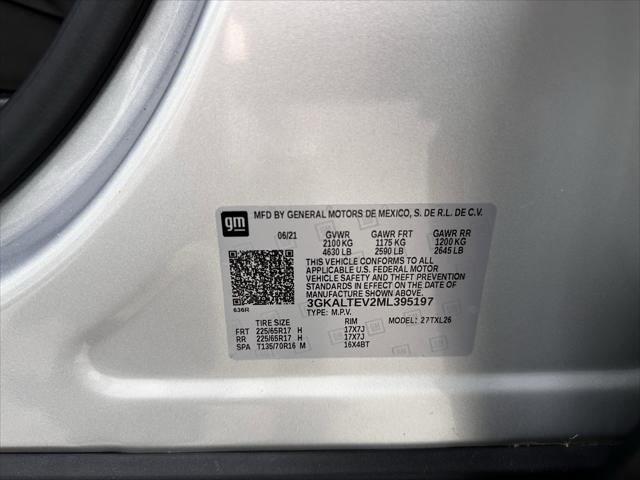 gm MFD BY GENERAL MOTORS DE MEXICO, S. DE R.L. DE C.V.
06/21 GVWR GAWR FRT GAWR RR
2100 KG 1175 KG 1200 KG
4630 LB 2590 LB 2645 LB
THIS VEHICLE CONFORMS TO ALL
APPLICABLE U.S. FEDERAL MOTOR
VEHICLE SAFETY AND THEFT PREVENTION
STANDARDS IN EFFECT ON THE DATE OF
MANUFACTURE SHOWN ABOVE.
3GKALTEV2ML395197
636R TYPE: M.P.V.
TIRE SIZE RIM MODEL: 27TXL26
FRT 225/65R17 H 17X7J
RR 225/65R17 H 17X7J
SPA T135/70R16 M 16X4BT